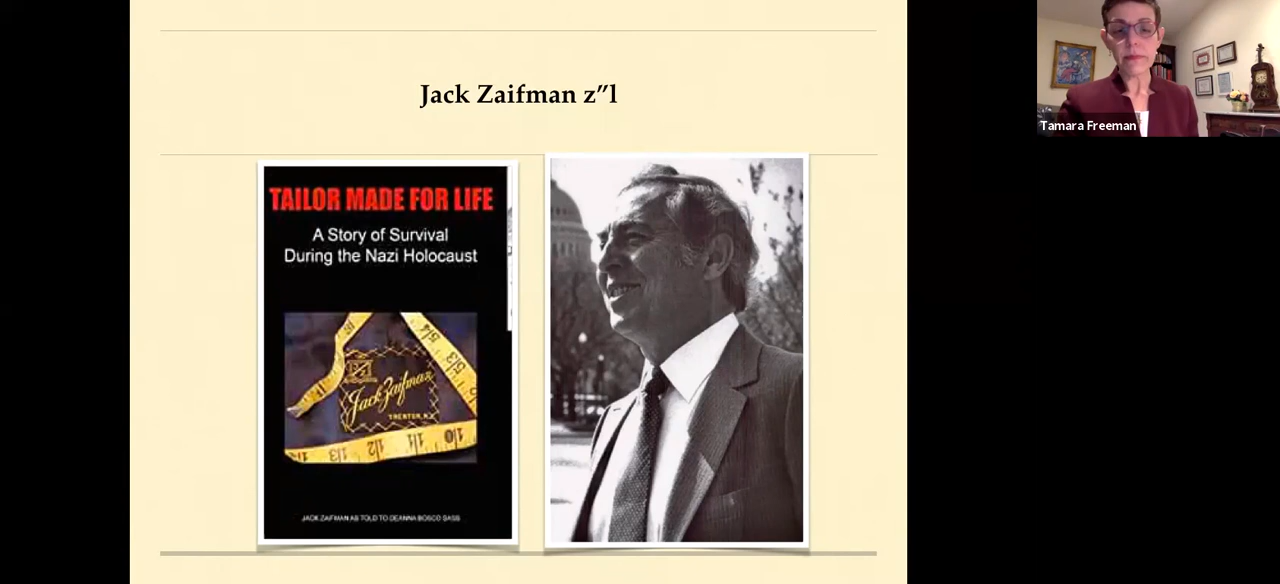 Jack Zaifman z”l
TAILOR MADE FOR LIFE
A Story of Survival
During the Nazi Holocaust
Jack Zaifman
TRENTON, N.J.
JACK ZAIFMAN AS TOLD TO DEANNA BOSCO SASS
Tamara Freeman